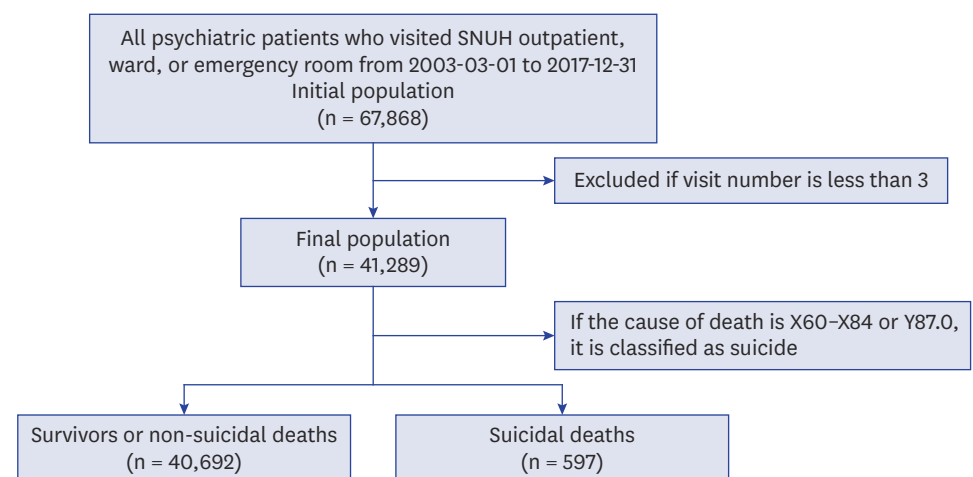 All psychiatric patients who visited SNUH outpatient,
ward, or emergency room from 2003-03-01 to 2017-12-31
Initial population
(n = 67,868)
Excluded if visit number is less than 3
Final population
(n = 41,289)
If the cause of death is X60–X84 or Y87.0,
it is classified as suicide
Survivors or non-suicidal deaths
(n = 40,692)
Suicidal deaths
(n = 597)